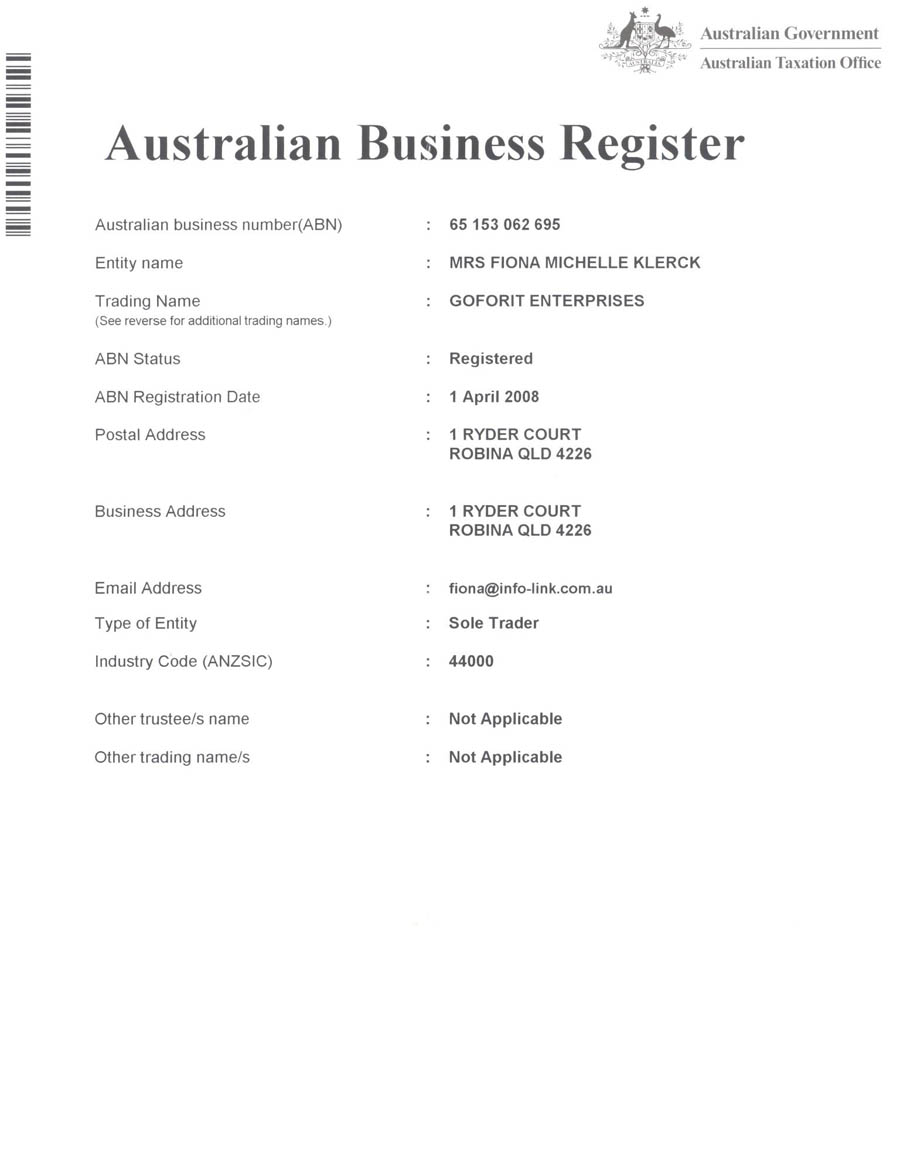 Australian Government
Australian Taxation Office
AUSTRALIA
Australian Business Register
Australian business number(ABN) : 65 153 062 695
Entity name : MRS FIONA MICHELLE KLERCK
Trading Name : GOFORIT ENTERPRISES
(See reverse for additional trading names.)
ABN Status : Registered
ABN Registration Date : 1 April 2008
Postal Address : 1 RYDER COURT
ROBINA QLD 4226
Business Address : 1 RYDER COURT
ROBINA QLD 4226
Email Address : fiona@info-link.com.au
Type of Entity : Sole Trader
Industry Code (ANZSIC) : 44000
Other trustee/s name : Not Applicable
Other trading name/s : Not Applicable